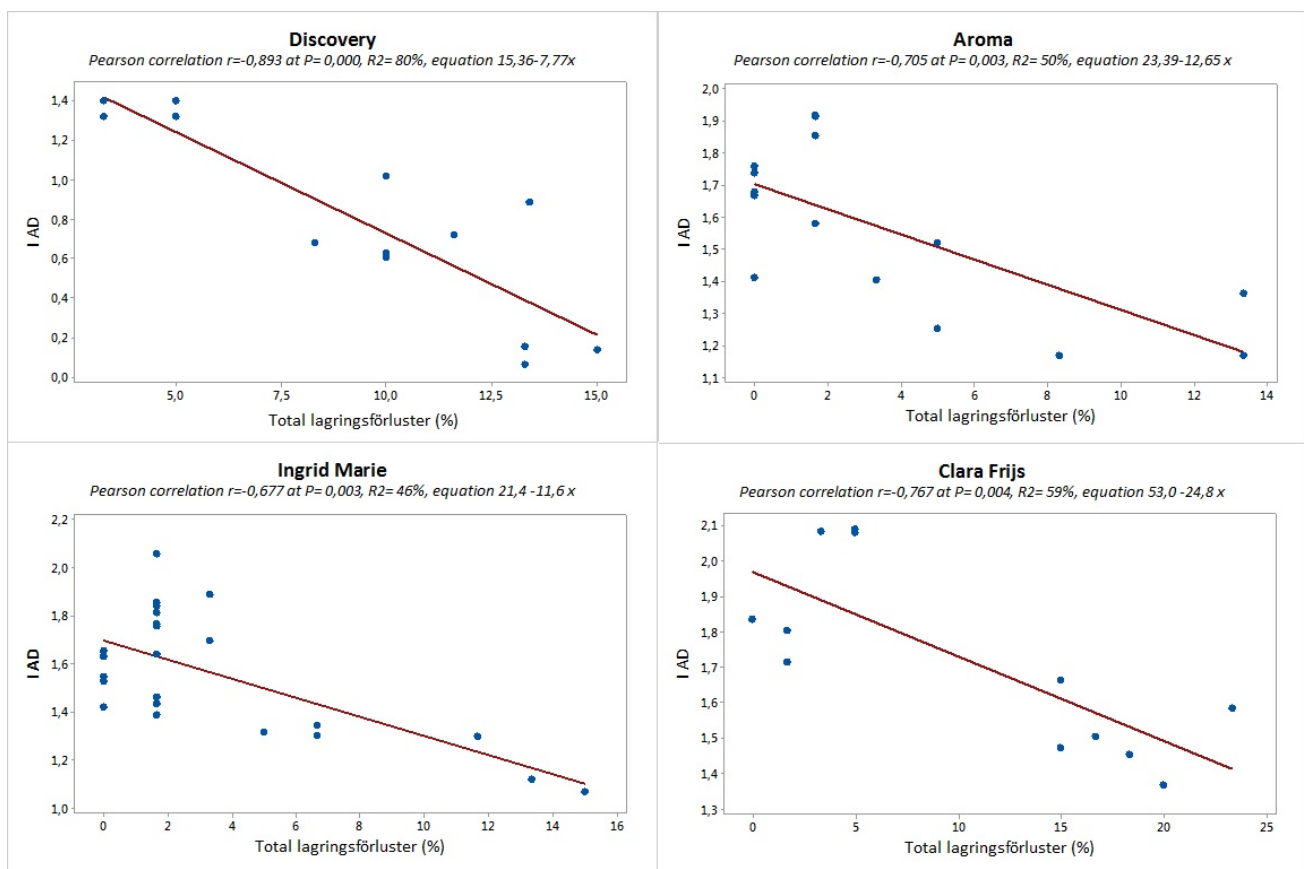 Discovery
Pearson correlation r=-0,893 at P= 0,000, R2= 80%, equation 15,36-7,77x
1,4
1,2
1,0
0,8
0,6
0,4
0,2
0,0
I AD
5,0 7,5 10,0 12,5 15,0
Total lagringsförluster (%)
Aroma
Pearson correlation r=-0,705 at P= 0,003, R2= 50%, equation 23,39-12,65 x
2,0
1,9
1,8
1,7
1,6
1,5
1,4
1,3
1,2
1,1
I AD
0 2 4 6 8 10 12 14
Total lagringsförluster (%)
Ingrid Marie
Pearson correlation r=-0,677 at P= 0,003, R2= 46%, equation 21,4 -11,6 x
2,2
2,0
1,8
1,6
1,4
1,2
1,0
I AD
0 2 4 6 8 10 12 14 16
Total lagringsförluster (%)
Clara Frijs
Pearson correlation r=-0,767 at P= 0,004, R2= 59%, equation 53,0 -24,8 x
2,1
2,0
1,9
1,8
1,7
1,6
1,5
1,4
1,3
I AD
0 5 10 15 20 25
Total lagringsförluster (%)